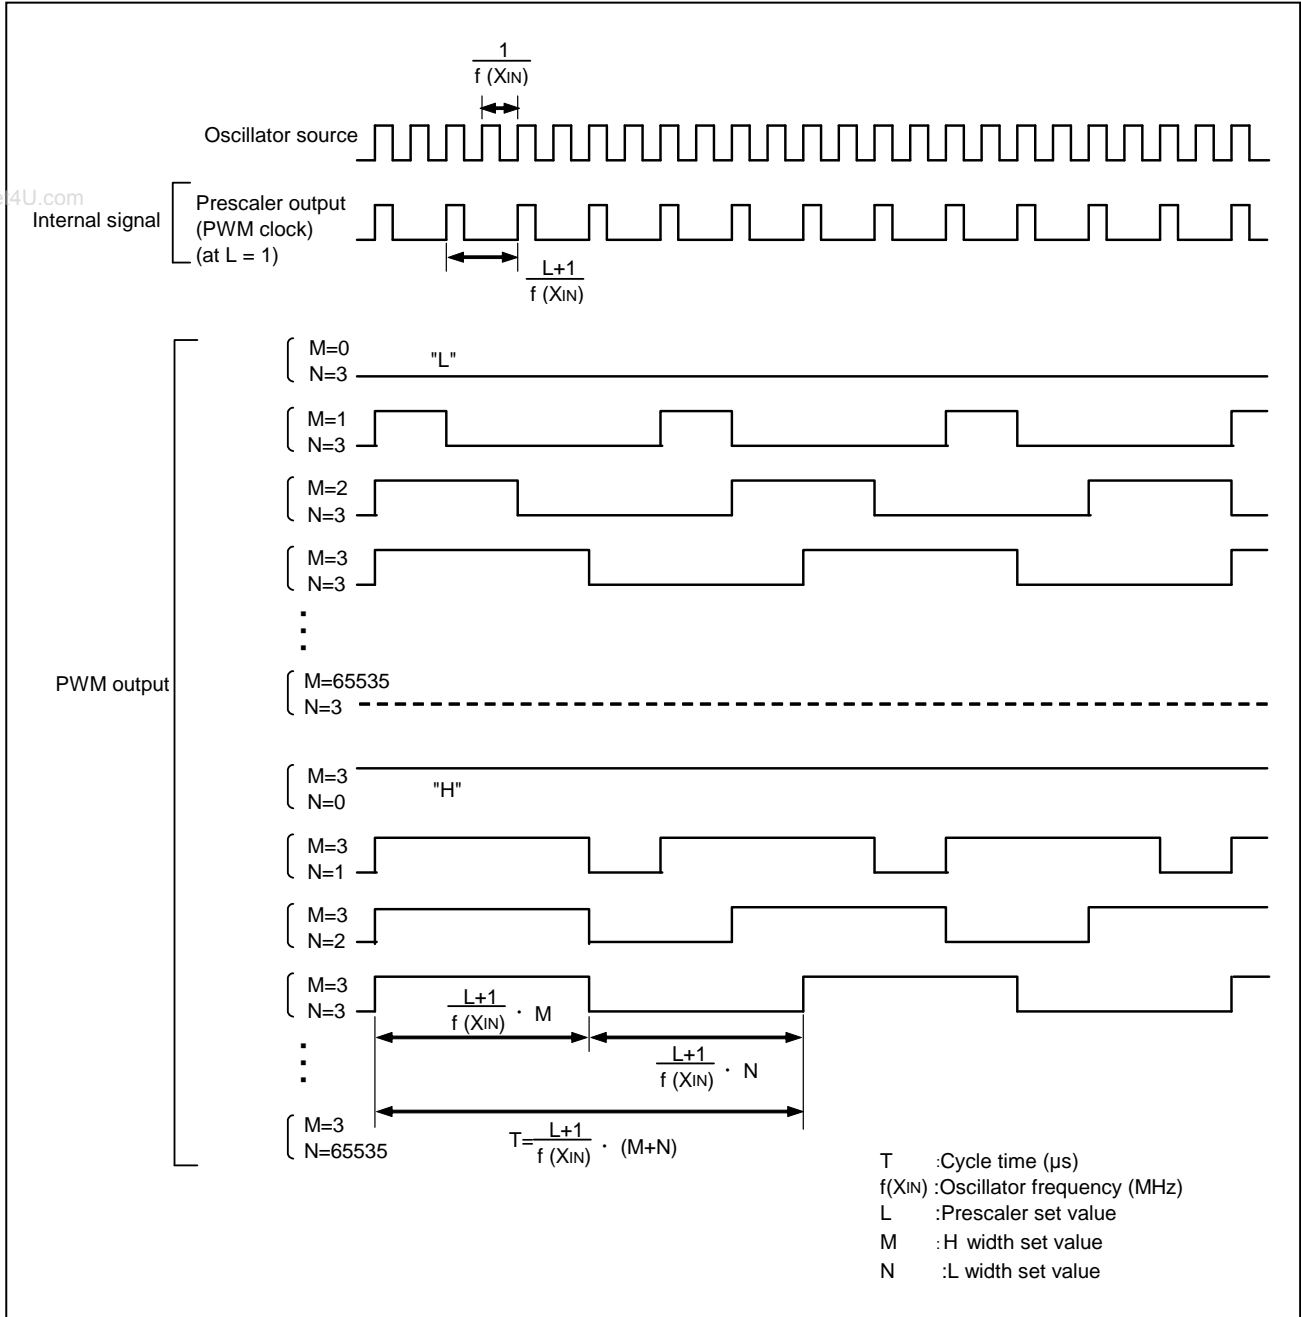 1
f (XIN)
Oscillator source
4U.com
Internal signal
Prescaler output
(PWM clock)
(at L = 1)
L+1
f (XIN)
M=0
N=3
"L"
M=1
N=3
M=2
N=3
M=3
N=3
PWM output
M=65535
N=3
M=3
N=0
"H"
M=3
N=1
M=3
N=2
M=3
N=3
L+1
f (XIN) · M
L+1
f (XIN) · N
M=3
N=65535
T= L+1
f (XIN) · (M+N)
T :Cycle time (µs)
f(XIN) :Oscillator frequency (MHz)
L :Prescaler set value
M :H width set value
N :L width set value